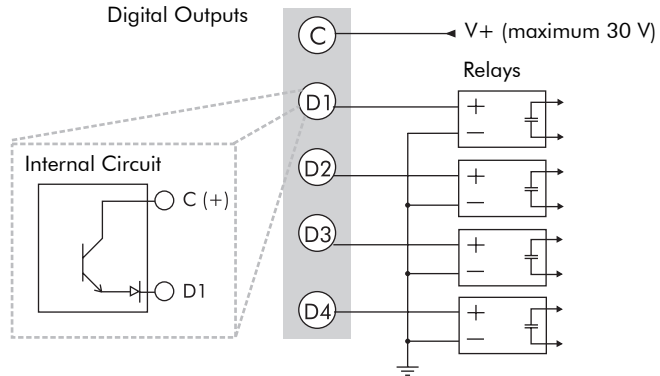 Digital Outputs
C
V+ (maximum 30 V)
Relays
D1
+
−
Internal Circuit
D2
+
−
C (+)
D3
+
−
D1
D4
+
−